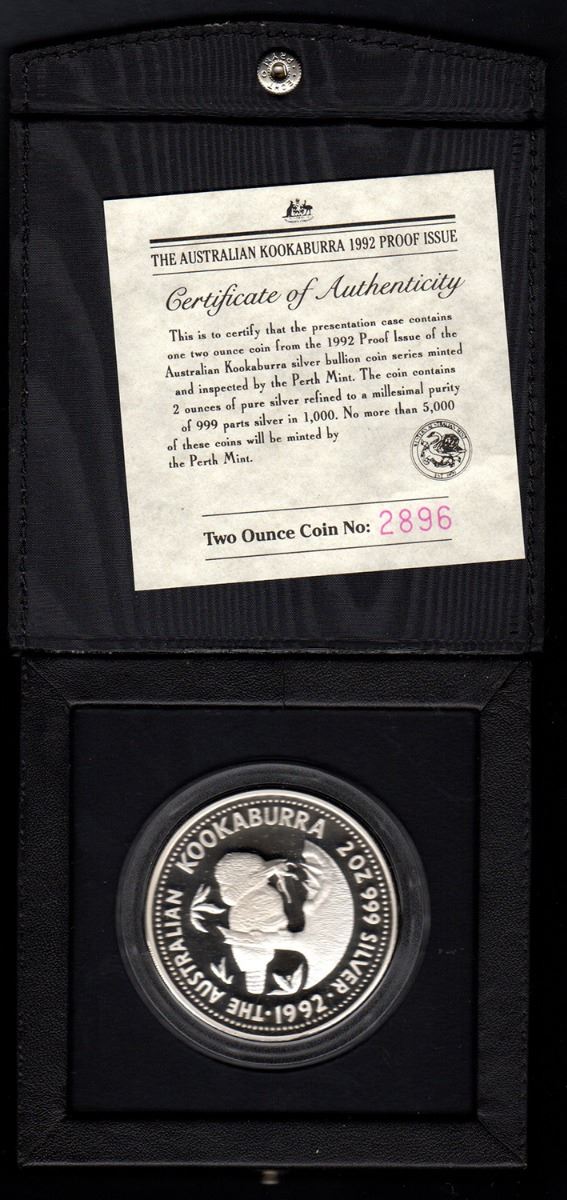 THE AUSTRALIAN KOOKABURRA 1992 PROOF ISSUE
Certificate of Authenticity
This is to certify that the presentation case contains
one two ounce coin from the 1992 Proof Issue of the
Australian Kookaburra silver bullion coin series minted
and inspected by the Perth Mint. The coin contains
2 ounces of pure silver refined to a millesimal purity
of 999 parts silver in 1,000. No more than 5,000
of these coins will be minted by
the Perth Mint.
Two Ounce Coin No: 2896
THE AUSTRALIAN KOOKABURRA 2 OZ 999 SILVER · 1992 ·